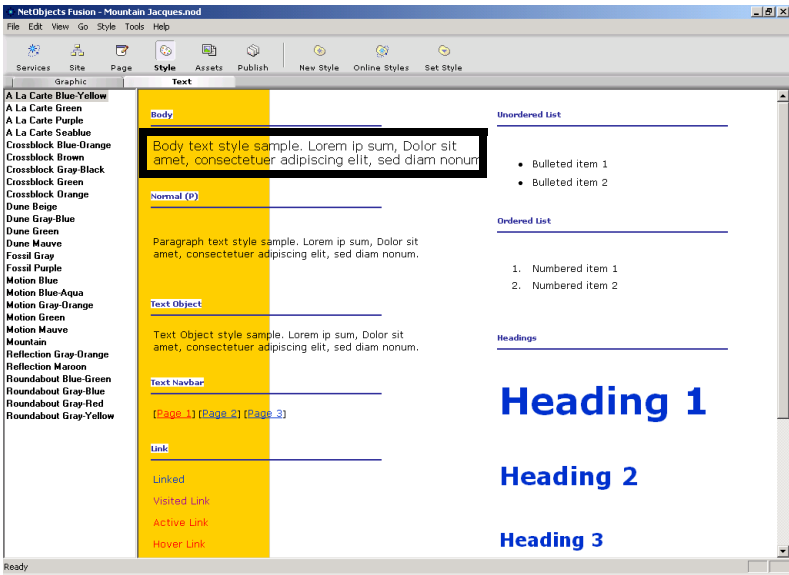 NetObjects Fusion - Mountain Jacques.nod
File Edit View Go Style Tools Help
Services Site Page Style Assets Publish New Style Online Styles Set Style
Graphic Text
A La Carte Blue-Yellow
A La Carte Green
A La Carte Purple
A La Carte Seablue
Crossblock Blue-Orange
Crossblock Brown
Crossblock Gray-Black
Crossblock Green
Crossblock Orange
Dune Beige
Dune Gray-Blue
Dune Green
Dune Mauve
Fossil Gray
Fossil Purple
Motion Blue
Motion Blue-Aqua
Motion Gray-Orange
Motion Green
Motion Mauve
Mountain
Reflection Gray-Orange
Reflection Maroon
Roundabout Blue-Green
Roundabout Gray-Blue
Roundabout Gray-Red
Roundabout Gray-Yellow
Body
Body text style sample. Lorem ip sum, Dolor sit
amet, consectetuer adipiscing elit, sed diam nonum
Normal (P)
Paragraph text style sample. Lorem ip sum, Dolor sit
amet, consectetuer adipiscing elit, sed diam nonum.
Text Object
Text Object style sample. Lorem ip sum, Dolor sit
amet, consectetuer adipiscing elit, sed diam nonum.
Text Navbar
[Page 1] [Page 2] [Page 3]
Link
Linked
Visited Link
Active Link
Hover Link
Unordered List
• Bulleted item 1
• Bulleted item 2
Ordered List
1. Numbered item 1
2. Numbered item 2
Headings
Heading 1
Heading 2
Heading 3
Ready